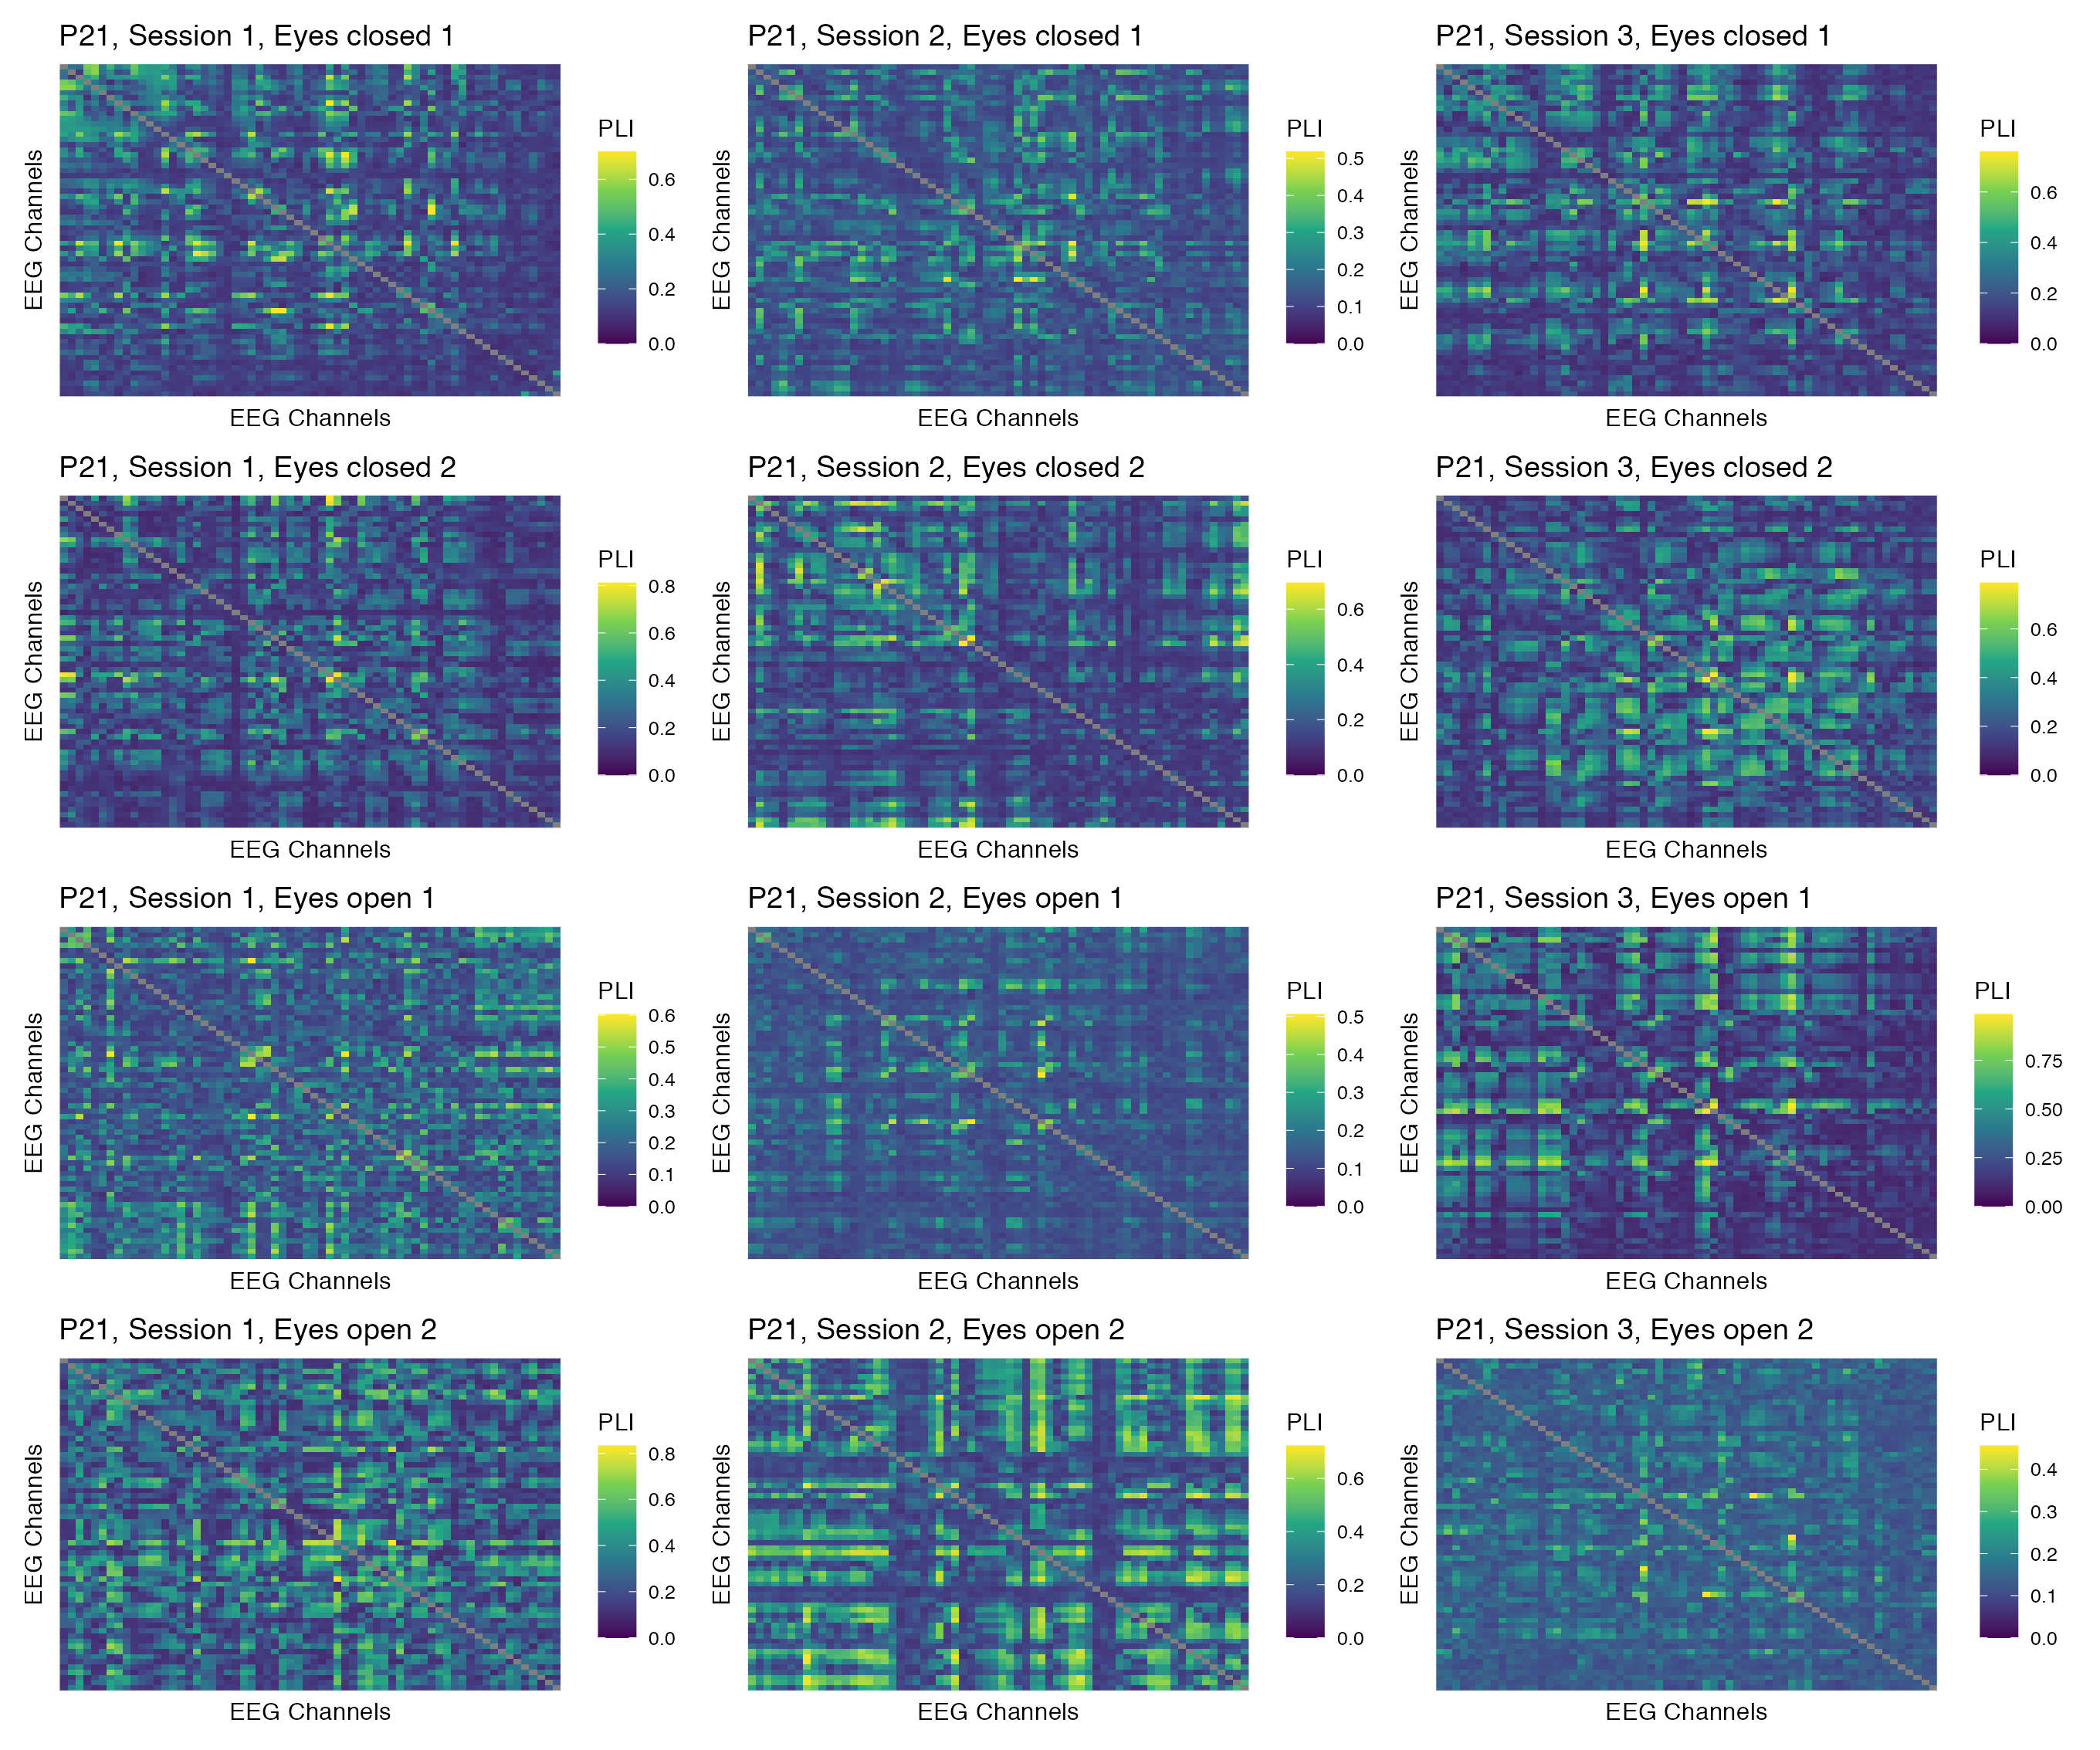 P21, Session 1, Eyes closed 1
EEG Channels
EEG Channels
PLI
0.6
0.4
0.2
0.0
P21, Session 2, Eyes closed 1
EEG Channels
EEG Channels
PLI
0.5
0.4
0.3
0.2
0.1
0.0
P21, Session 3, Eyes closed 1
EEG Channels
EEG Channels
PLI
0.6
0.4
0.2
0.0
P21, Session 1, Eyes closed 2
EEG Channels
EEG Channels
PLI
0.8
0.6
0.4
0.2
0.0
P21, Session 2, Eyes closed 2
EEG Channels
EEG Channels
PLI
0.6
0.4
0.2
0.0
P21, Session 3, Eyes closed 2
EEG Channels
EEG Channels
PLI
0.6
0.4
0.2
0.0
P21, Session 1, Eyes open 1
EEG Channels
EEG Channels
PLI
0.6
0.5
0.4
0.3
0.2
0.1
0.0
P21, Session 2, Eyes open 1
EEG Channels
EEG Channels
PLI
0.5
0.4
0.3
0.2
0.1
0.0
P21, Session 3, Eyes open 1
EEG Channels
EEG Channels
PLI
0.75
0.50
0.25
0.00
P21, Session 1, Eyes open 2
EEG Channels
EEG Channels
PLI
0.8
0.6
0.4
0.2
0.0
P21, Session 2, Eyes open 2
EEG Channels
EEG Channels
PLI
0.6
0.4
0.2
0.0
P21, Session 3, Eyes open 2
EEG Channels
EEG Channels
PLI
0.4
0.3
0.2
0.1
0.0